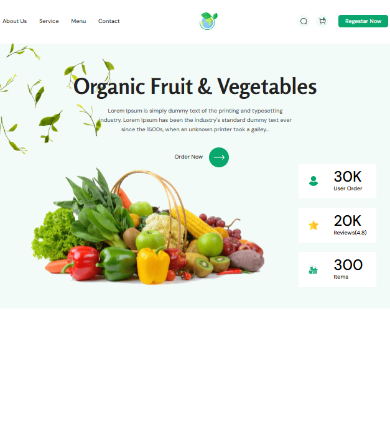 About Us Service Menu Contact Regester Now
Organic Fruit & Vegetables
Lorem Ipsum is simply dummy text of the printing and typesetting
industry. Lorem Ipsum has been the industry's standard dummy text ever
since the 1500s, when an unknown printer took a galley..
Order Now
30K
User Order
20K
Reviews(4.8)
300
Items